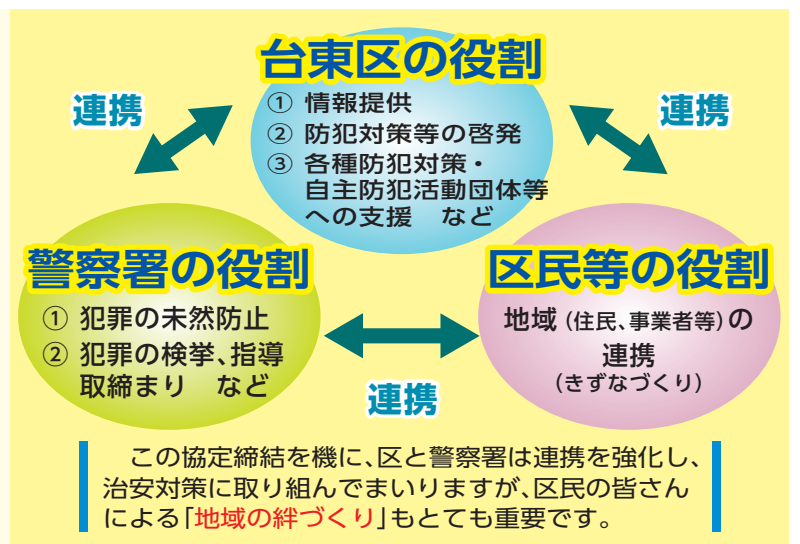 台東区の役割
① 情報提供
② 防犯対策等の啓発
③ 各種防犯対策・
自主防犯活動団体等
への支援　など
連携
連携
警察署の役割
① 犯罪の未然防止
② 犯罪の検挙、指導
取締まり　など
区民等の役割
地域（住民、事業者等）の
連携
（きずなづくり）
連携
　この協定締結を機に、区と警察署は連携を強化し、
治安対策に取り組んでまいりますが、区民の皆さん
による「地域の絆づくり」もとても重要です。